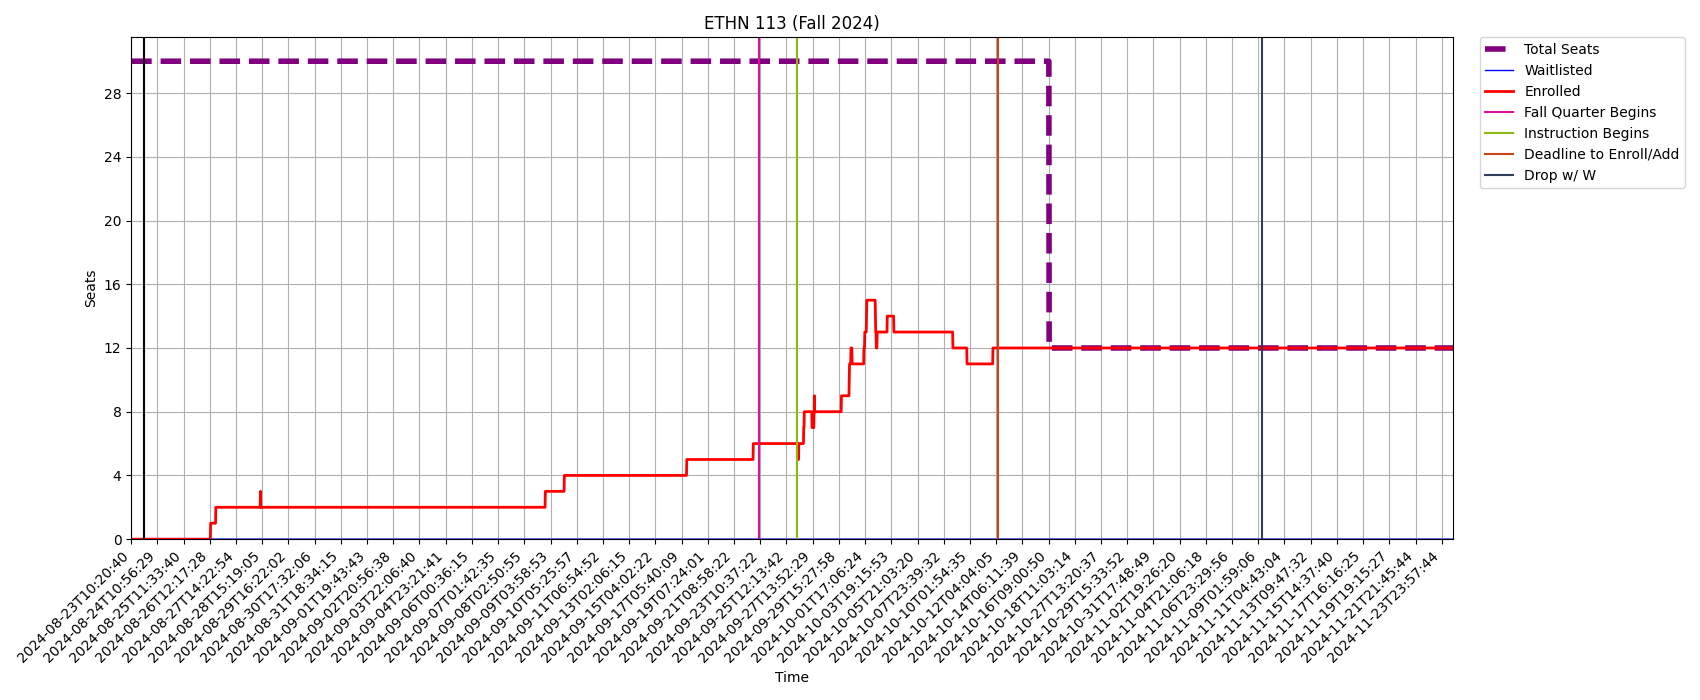 ETHN 113 (Fall 2024)
Total Seats
Waitlisted
Enrolled
Fall Quarter Begins
Instruction Begins
Deadline to Enroll/Add
Drop w/ W
28
24
20
16
12
8
4
0
Seats
2024-08-23T10:20:40
2024-08-24T10:56:29
2024-08-25T11:33:40
2024-08-26T12:17:28
2024-08-27T14:22:54
2024-08-28T15:19:05
2024-08-29T16:22:02
2024-08-30T17:32:06
2024-08-31T18:34:15
2024-09-01T19:43:43
2024-09-02T20:56:38
2024-09-03T22:06:40
2024-09-04T23:21:41
2024-09-06T00:36:15
2024-09-07T01:42:35
2024-09-08T02:50:55
2024-09-09T03:58:53
2024-09-10T05:25:57
2024-09-11T06:54:52
2024-09-13T02:06:15
2024-09-15T04:02:22
2024-09-17T05:40:09
2024-09-19T07:24:01
2024-09-21T08:58:22
2024-09-23T10:37:22
2024-09-25T12:13:42
2024-09-27T13:52:29
2024-09-29T15:27:58
2024-10-01T17:06:24
2024-10-03T19:15:53
2024-10-05T21:03:20
2024-10-07T23:39:32
2024-10-10T01:54:35
2024-10-12T04:04:05
2024-10-14T06:11:39
2024-10-16T09:00:50
2024-10-18T11:03:14
2024-10-27T13:20:37
2024-10-29T15:33:52
2024-10-31T17:48:49
2024-11-02T19:26:20
2024-11-04T21:06:18
2024-11-06T23:29:56
2024-11-09T01:59:06
2024-11-11T04:43:04
2024-11-13T09:47:32
2024-11-15T14:37:40
2024-11-17T16:16:25
2024-11-19T19:15:27
2024-11-21T21:45:44
2024-11-23T23:57:44
Time